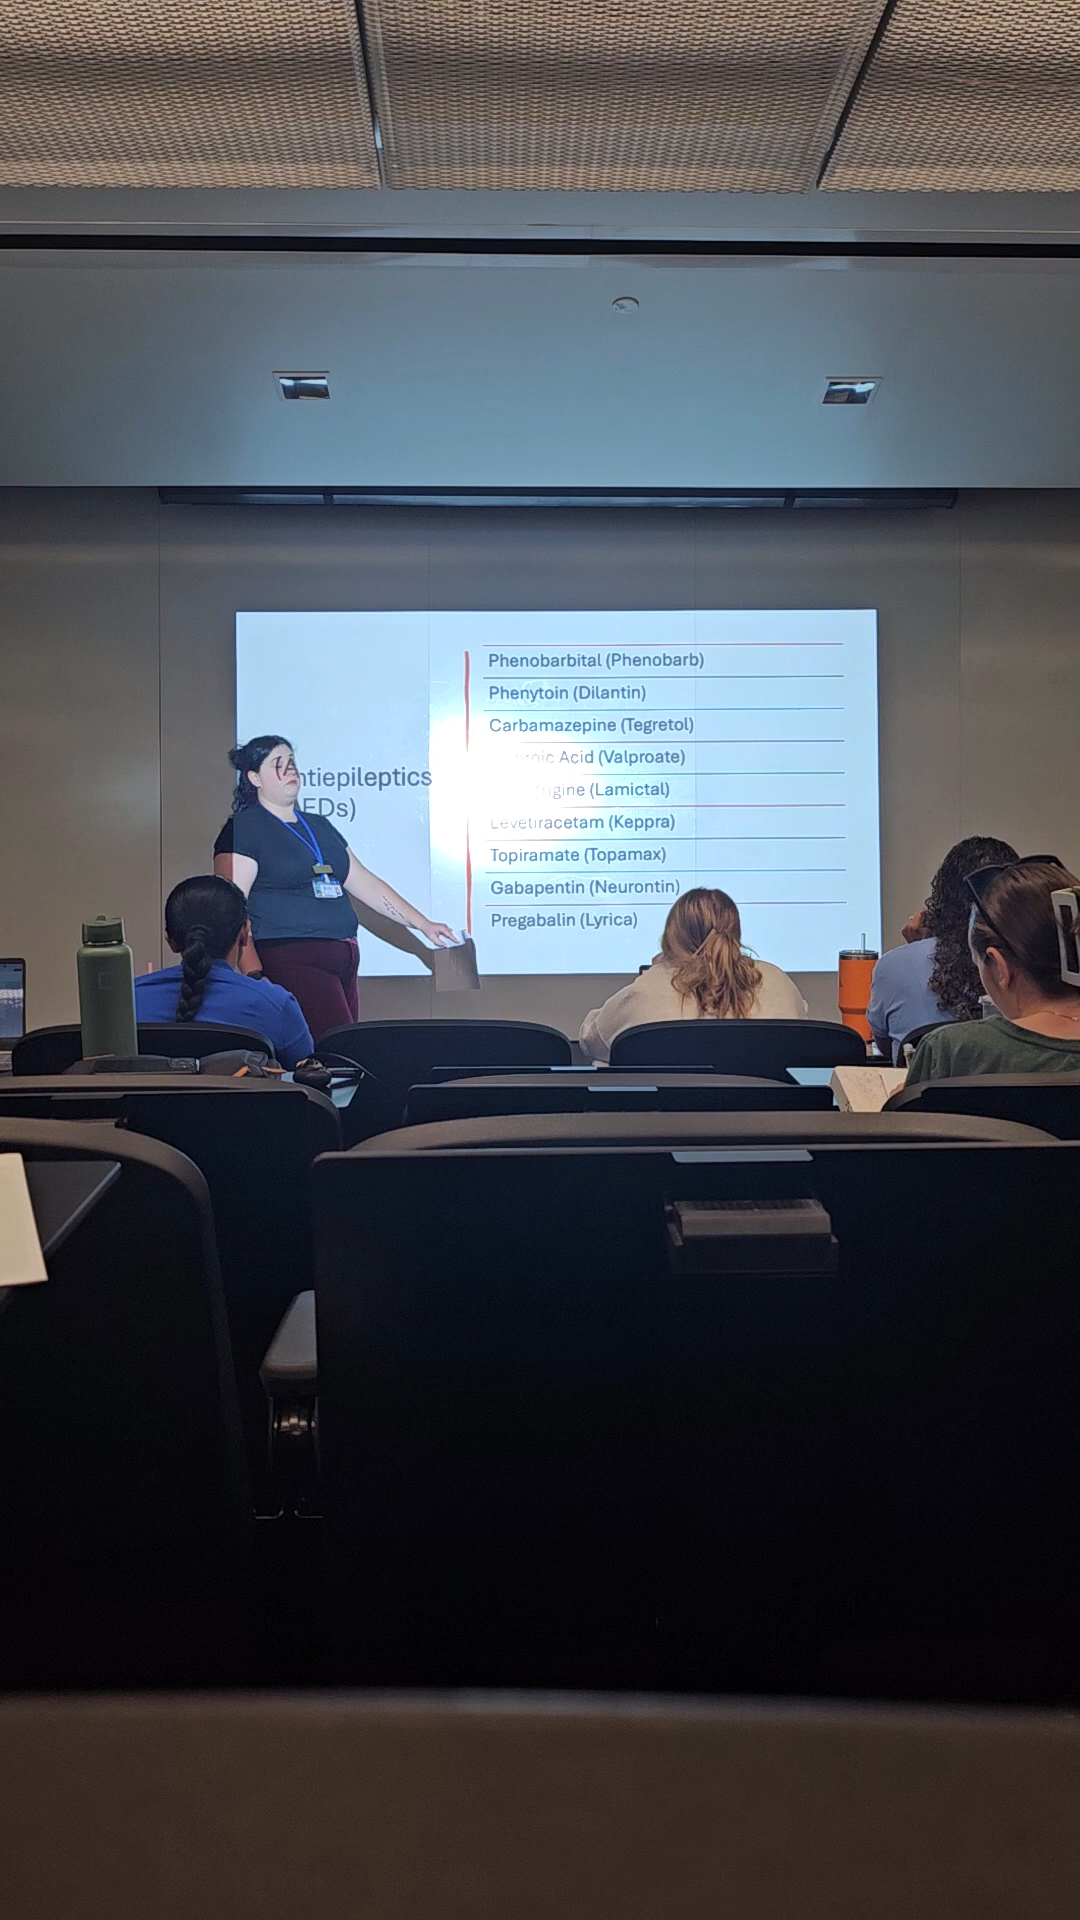 ntiepileptics
EDs)
Phenobarbital (Phenobarb)
Phenytoin (Dilantin)
Carbamazepine (Tegretol)
Acid (Valproate)
igine (Lamictal)
Levetiracetam (Keppra)
Topiramate (Topamax)
Gabapentin (Neurontin)
Pregabalin (Lyrica)